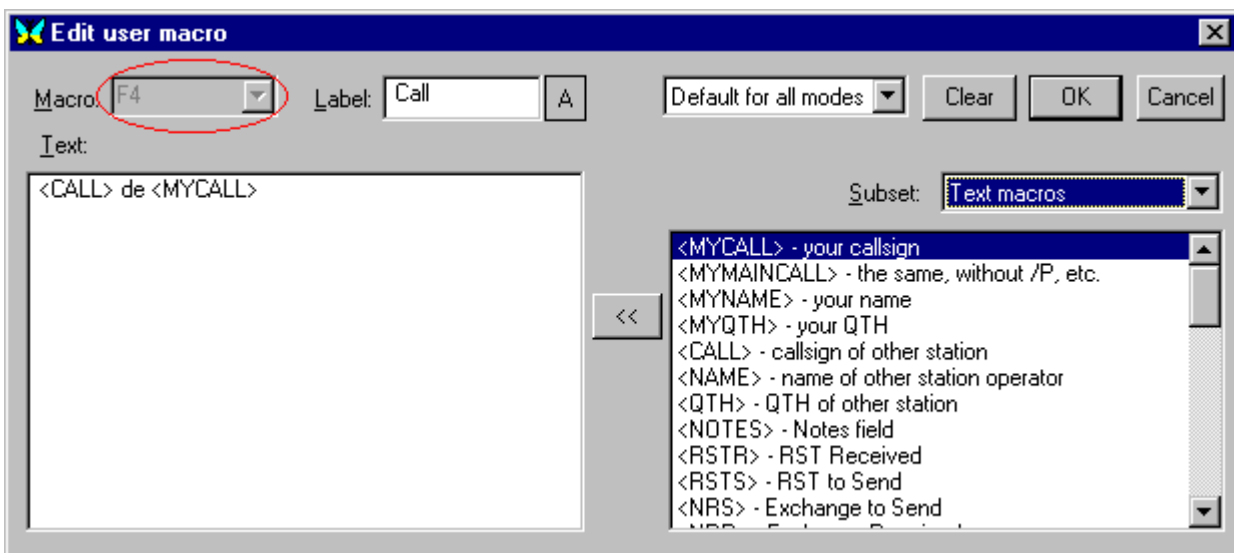 Edit user macro
Macro: F4 Label: Call A Default for all modes Clear OK Cancel
Text:
<CALL> de <MYCALL>
Subset: Text macros
<MYCALL> - your callsign
<MYMAINCALL> - the same, without /P, etc.
<MYNAME> - your name
<MYQTH> - your QTH
<CALL> - callsign of other station
<NAME> - name of other station operator
<<
<QTH> - QTH of other station
<NOTES> - Notes field
<RSTR> - RST Received
<RSTS> - RST to Send
<NRS> - Exchange to Send